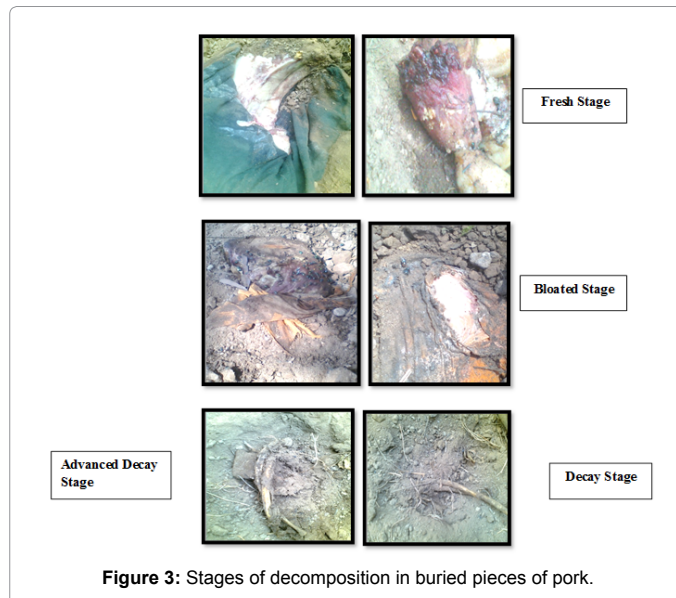 Fresh Stage
Bloated Stage
Advanced Decay
Stage
Decay Stage
Figure 3: Stages of decomposition in buried pieces of pork.